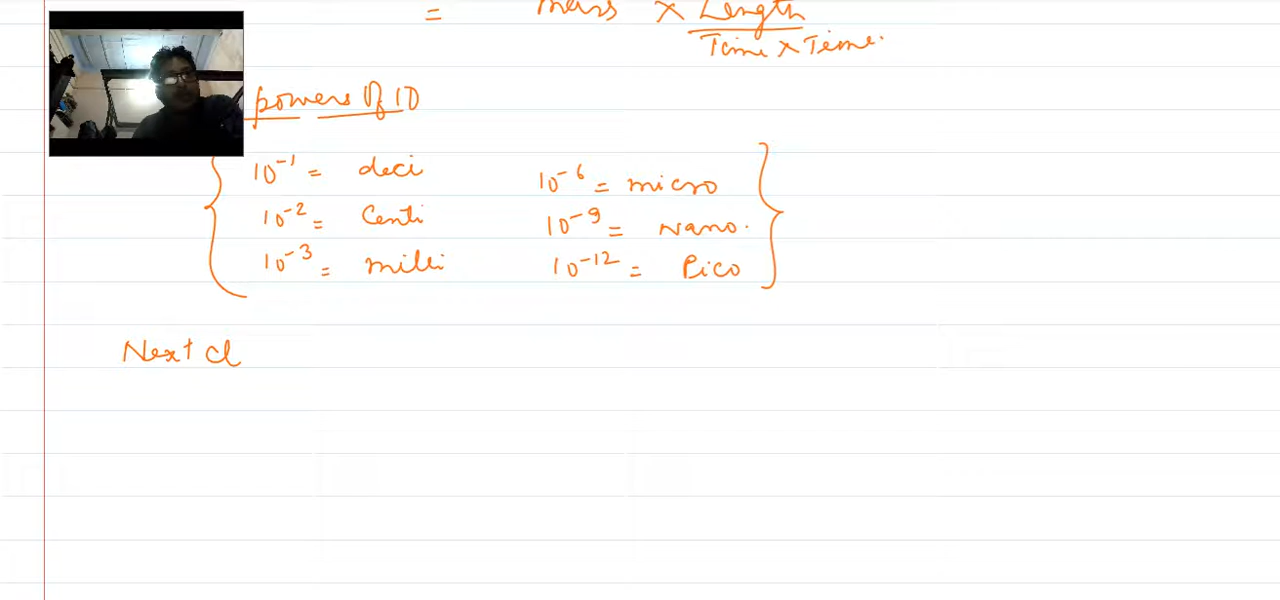 = mass × Length
Time × Time.
powers of 10
10⁻¹ = deci
10⁻² = Centi
10⁻³ = milli
10⁻⁶ = micro
10⁻⁹ = Nano.
10⁻¹² = Pico
Next cl